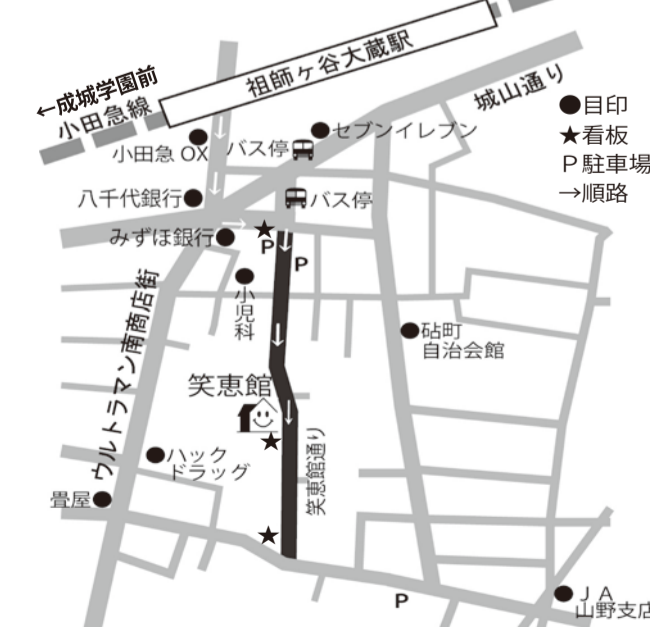 祖師ヶ谷大蔵駅
←成城学園前
小田急線
城山通り
●目印
★看板
P駐車場
→順路
セブンイレブン
小田急 OX
バス停
八千代銀行
バス停
みずほ銀行
P
P
小児科
ウルトラマン南商店街
砧町
自治会館
笑恵館
笑恵館通り
ハック
ドラッグ
畳屋
P
JA
山野支店